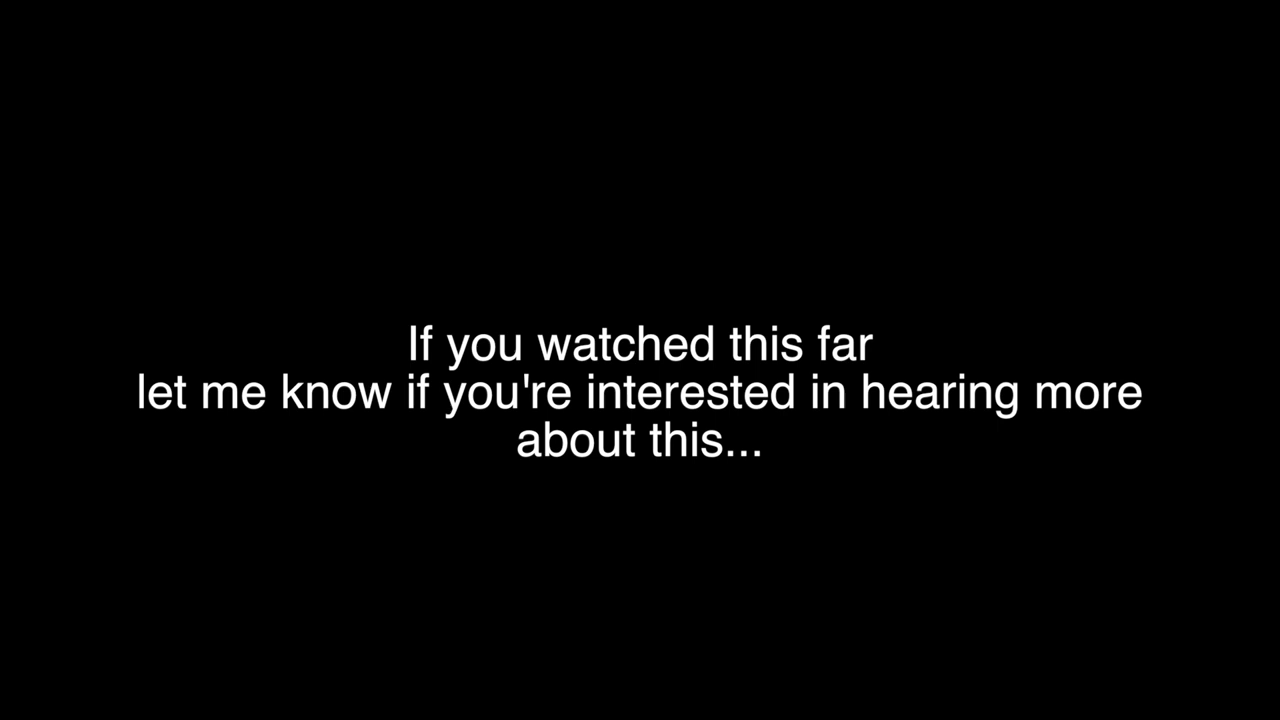 If you watched this far
let me know if you're interested in hearing more
about this...